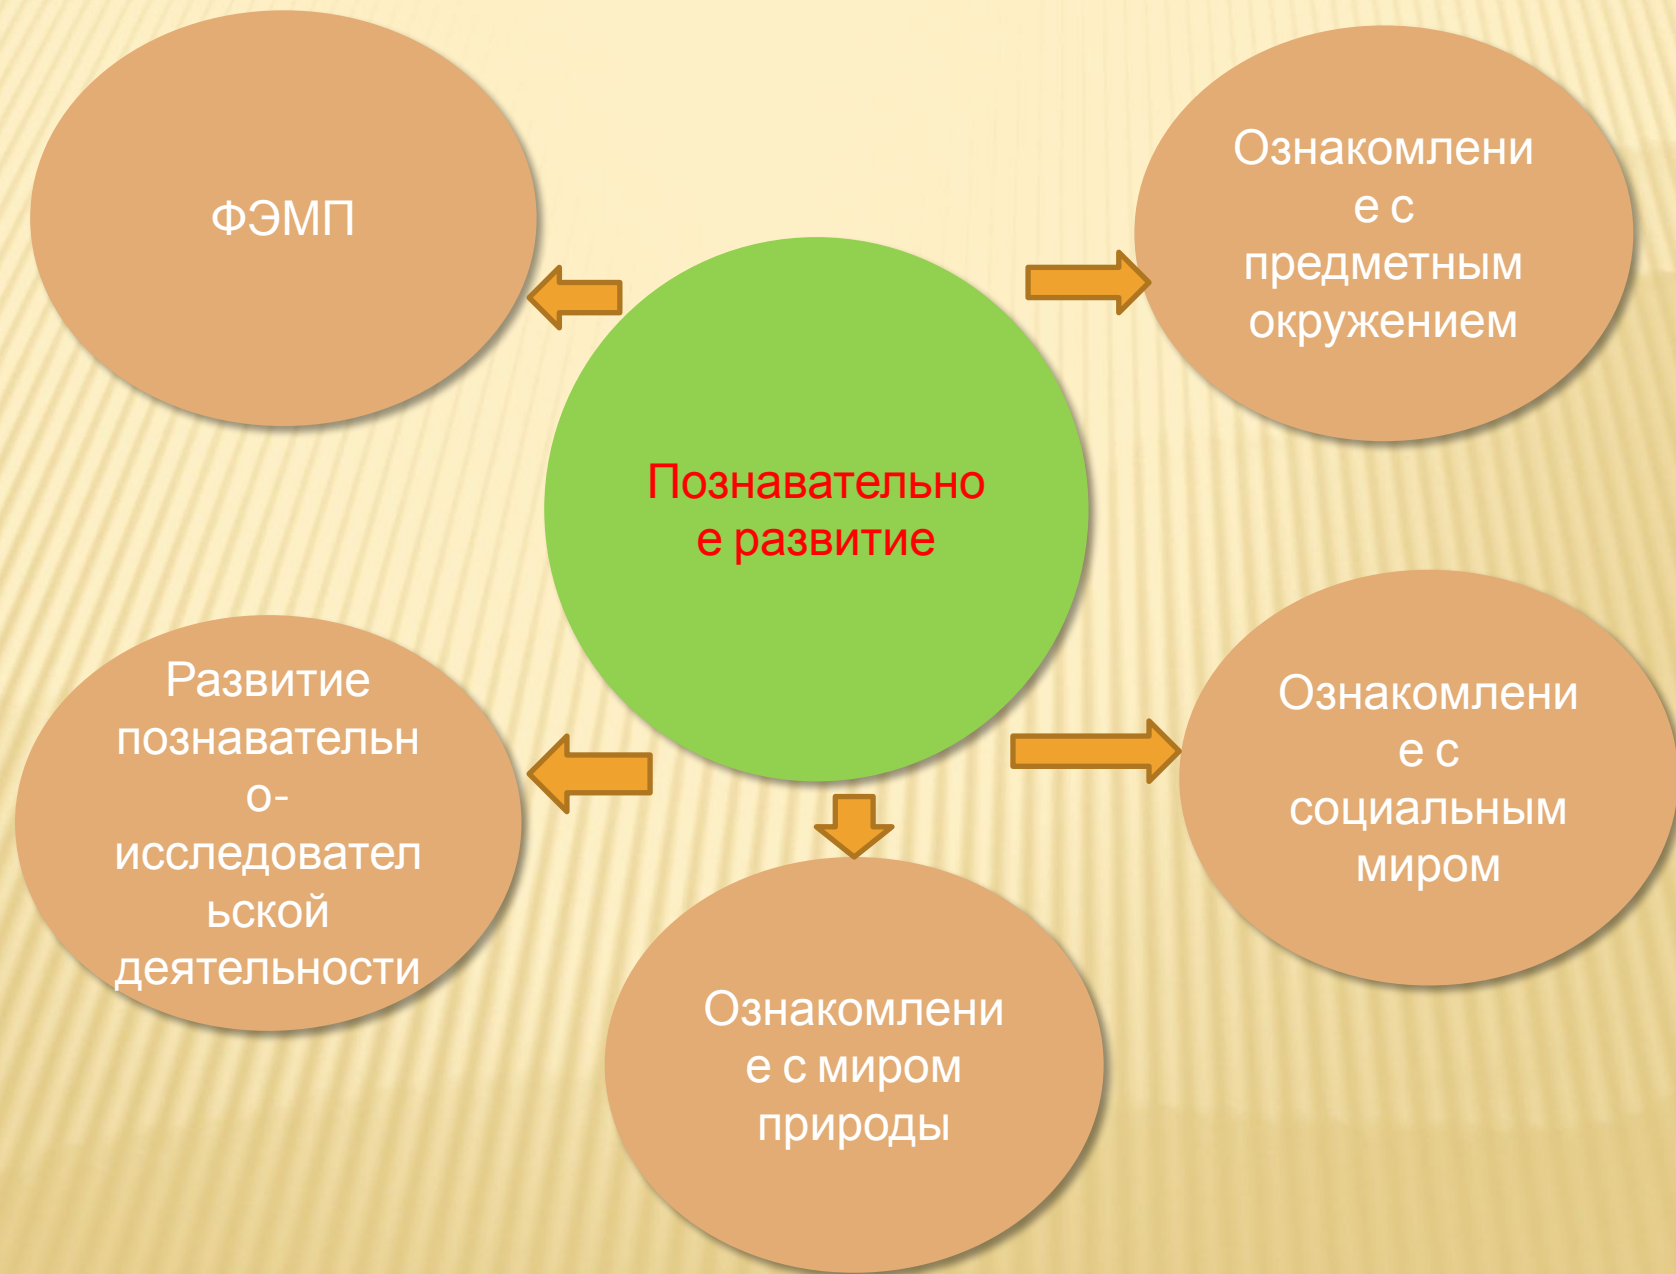 ФЭМП
Ознакомлени
е с
предметным
окружением
Познавательно
е развитие
Развитие
познавательн
о-
исследовател
ьской
деятельности
Ознакомлени
е с
социальным
миром
Ознакомлени
е с миром
природы